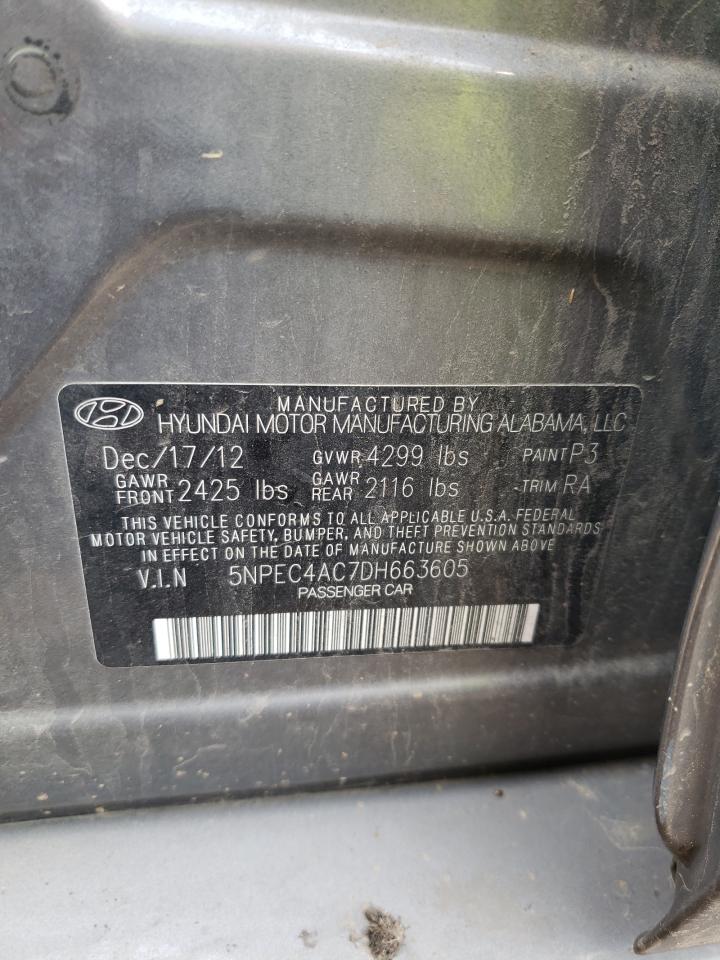 MANUFACTURED BY
HYUNDAI MOTOR MANUFACTURING ALABAMA, LLC
Dec/17/12 GVWR 4299 lbs PAINT P3
GAWR FRONT 2425 lbs GAWR REAR 2116 lbs TRIM RA
THIS VEHICLE CONFORMS TO ALL APPLICABLE U.S.A. FEDERAL
MOTOR VEHICLE SAFETY, BUMPER, AND THEFT PREVENTION STANDARDS
IN EFFECT ON THE DATE OF MANUFACTURE SHOWN ABOVE
V.I.N 5NPEC4AC7DH663605
PASSENGER CAR